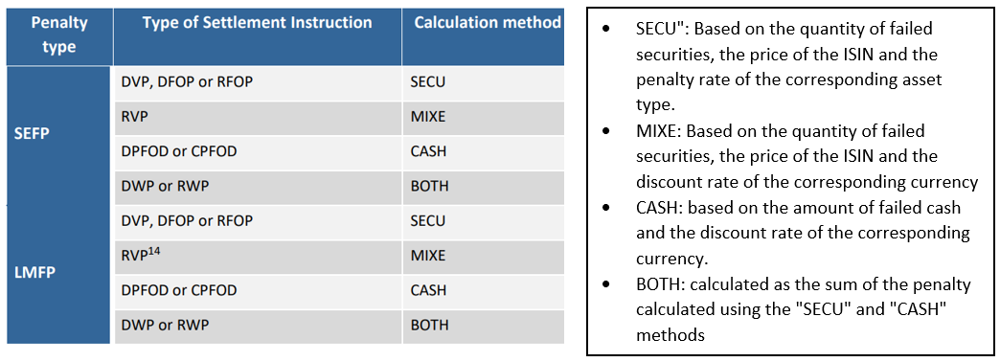 Penalty type Type of Settlement Instruction Calculation method
SEFP
DVP, DFOP or RFOP SECU
RVP MIXE
DPFOD or CPFOD CASH
DWP or RWP BOTH
LMFP
DVP, DFOP or RFOP SECU
RVP14 MIXE
DPFOD or CPFOD CASH
DWP or RWP BOTH
• SECU": Based on the quantity of failed
securities, the price of the ISIN and the
penalty rate of the corresponding asset
type.
• MIXE: Based on the quantity of failed
securities, the price of the ISIN and the
discount rate of the corresponding currency
• CASH: based on the amount of failed cash
and the discount rate of the corresponding
currency.
• BOTH: calculated as the sum of the penalty
calculated using the "SECU" and "CASH"
methods